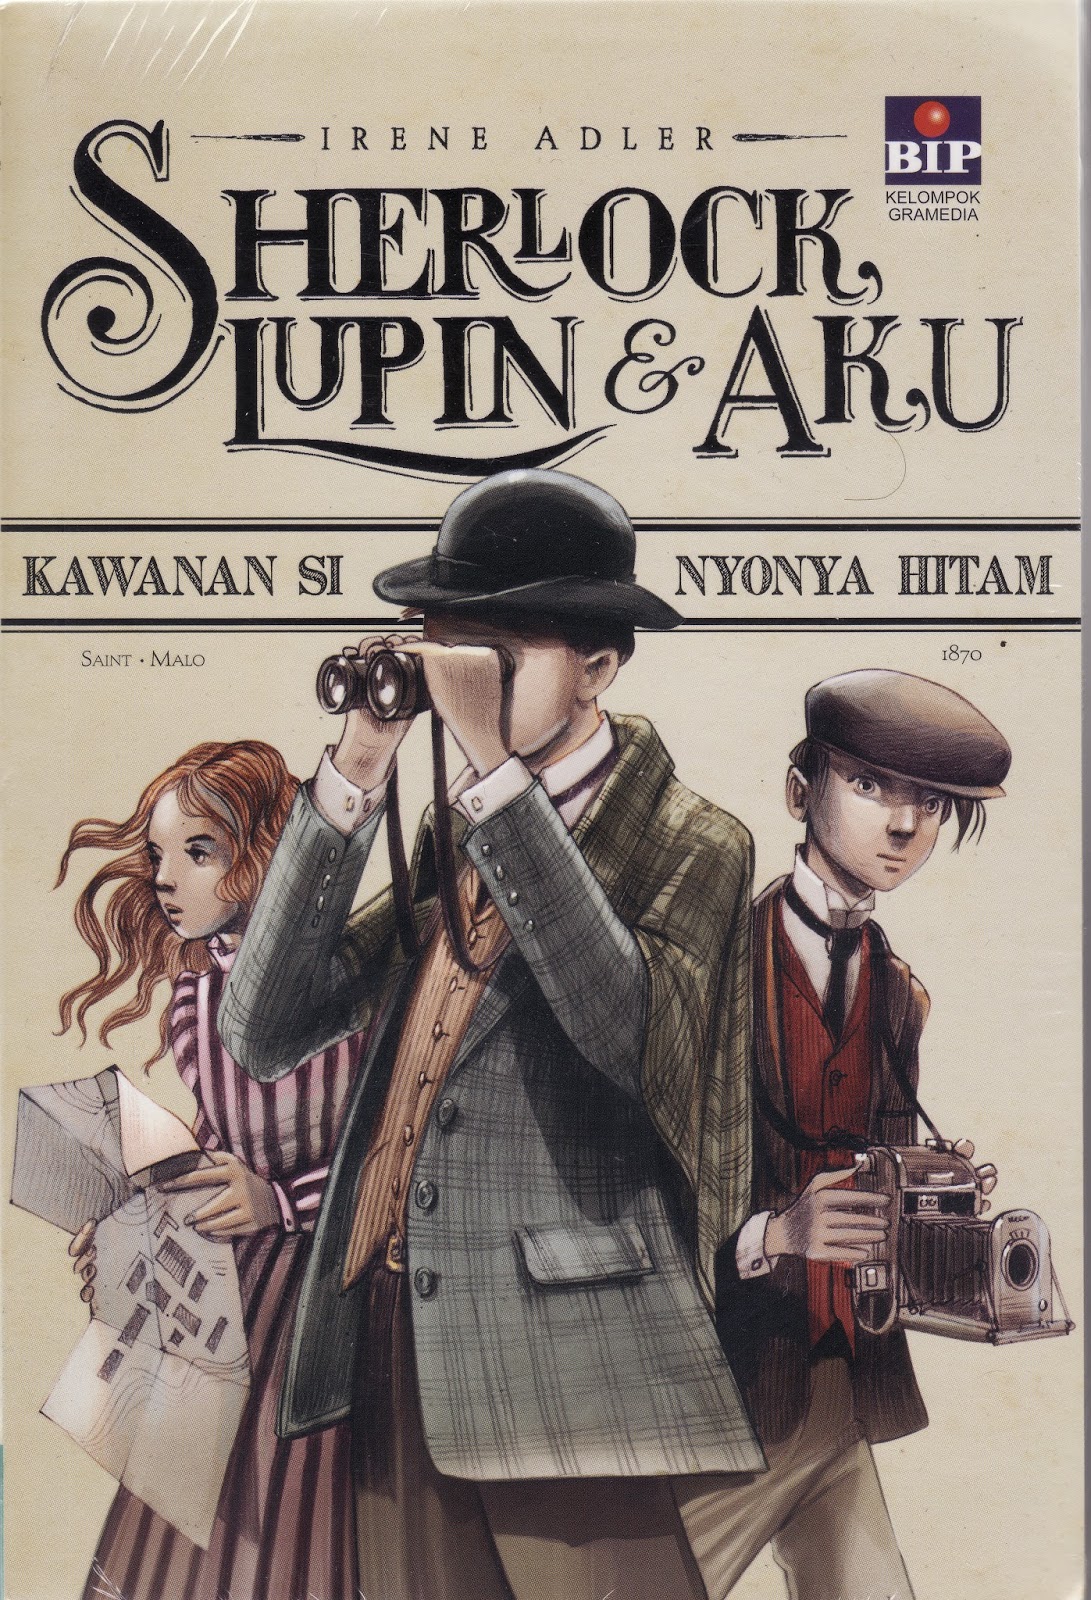 IRENE ADLER
BIP
KELOMPOK
GRAMEDIA
SHERLOCK,
LUPIN & AKU
KAWANAN SI NYONYA HITAM
SAINT • MALO
1870